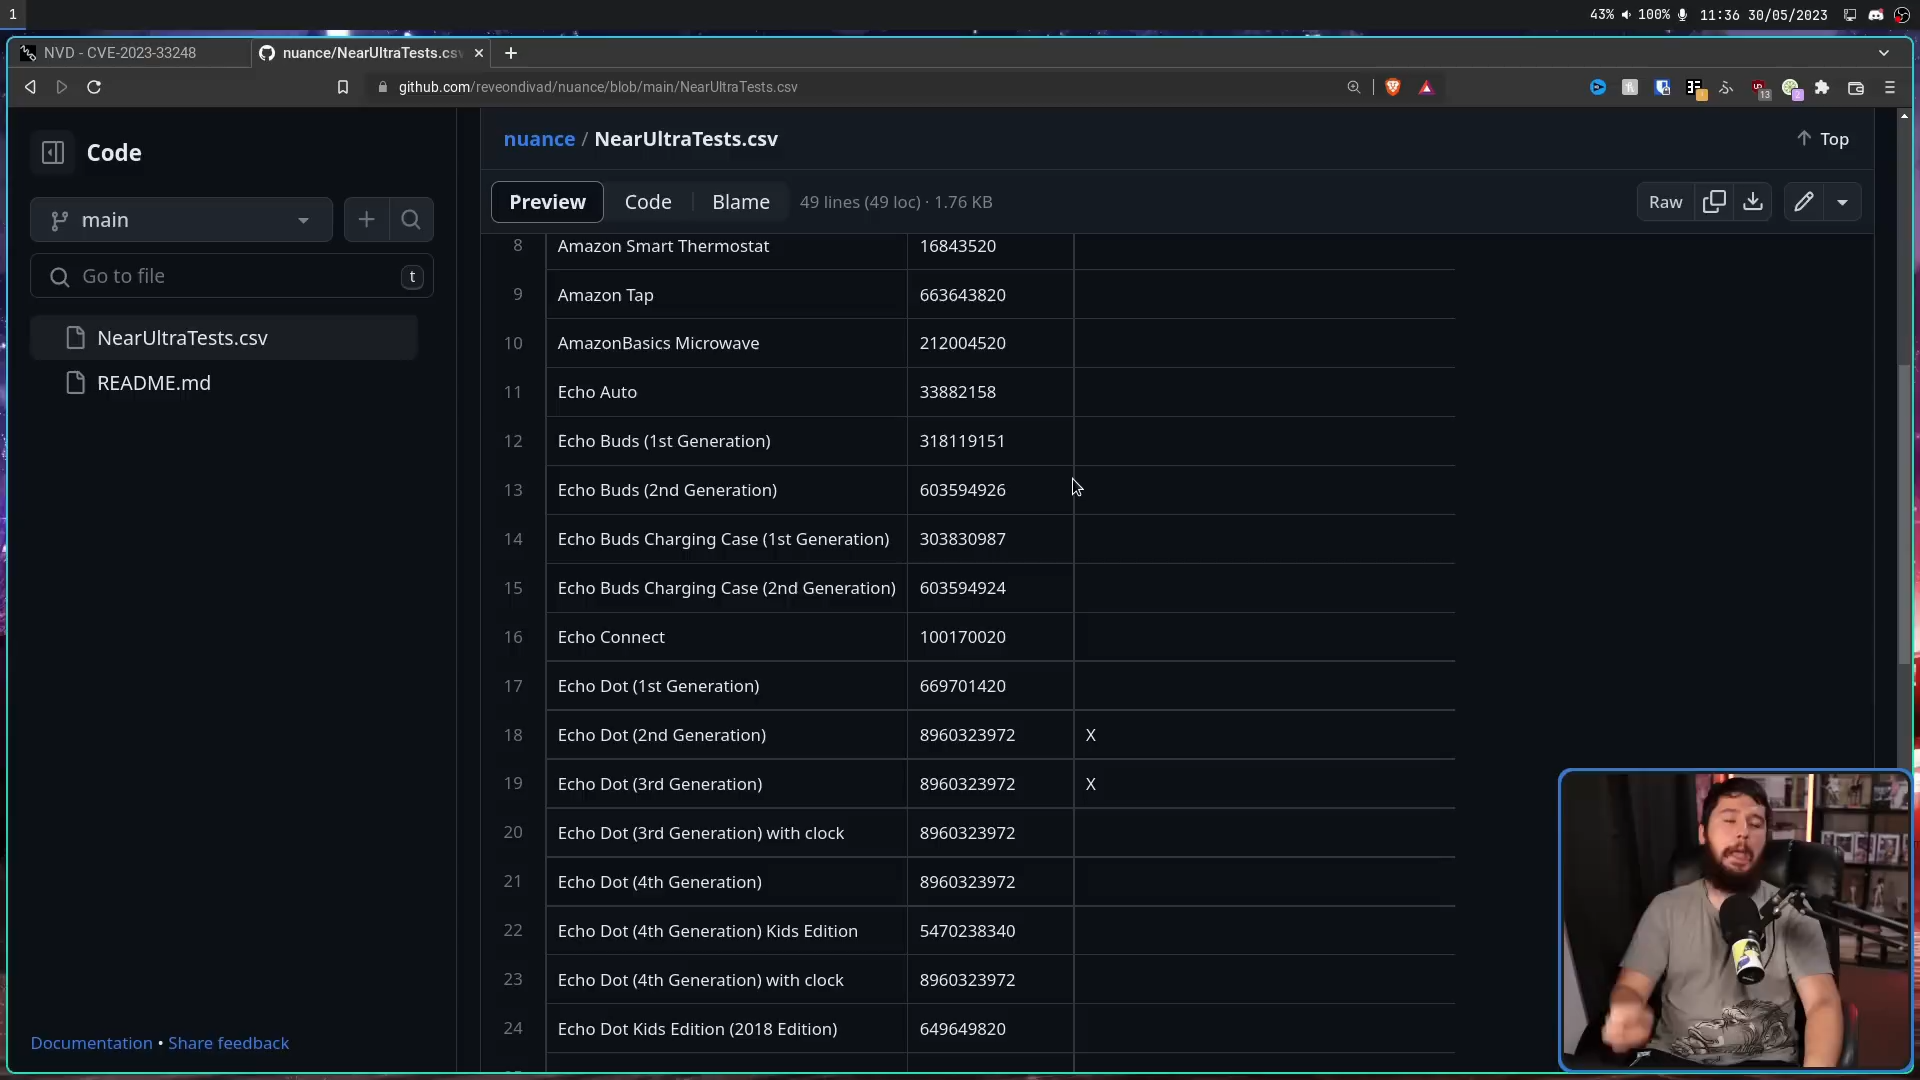 1
43% 100% 11:36 30/05/2023
NVD - CVE-2023-33248
nuance/NearUltraTests.csv
github.com/reveondivad/nuance/blob/main/NearUltraTests.csv
13
2
Code
main
Go to file
t
NearUltraTests.csv
README.md
Documentation • Share feedback
nuance / NearUltraTests.csv
Top
Preview Code Blame 49 lines (49 loc) · 1.76 KB
Raw
8 Amazon Smart Thermostat 16843520
9 Amazon Tap 663643820
10 AmazonBasics Microwave 212004520
11 Echo Auto 33882158
12 Echo Buds (1st Generation) 318119151
13 Echo Buds (2nd Generation) 603594926
14 Echo Buds Charging Case (1st Generation) 303830987
15 Echo Buds Charging Case (2nd Generation) 603594924
16 Echo Connect 100170020
17 Echo Dot (1st Generation) 669701420
18 Echo Dot (2nd Generation) 8960323972 X
19 Echo Dot (3rd Generation) 8960323972 X
20 Echo Dot (3rd Generation) with clock 8960323972
21 Echo Dot (4th Generation) 8960323972
22 Echo Dot (4th Generation) Kids Edition 5470238340
23 Echo Dot (4th Generation) with clock 8960323972
24 Echo Dot Kids Edition (2018 Edition) 649649820